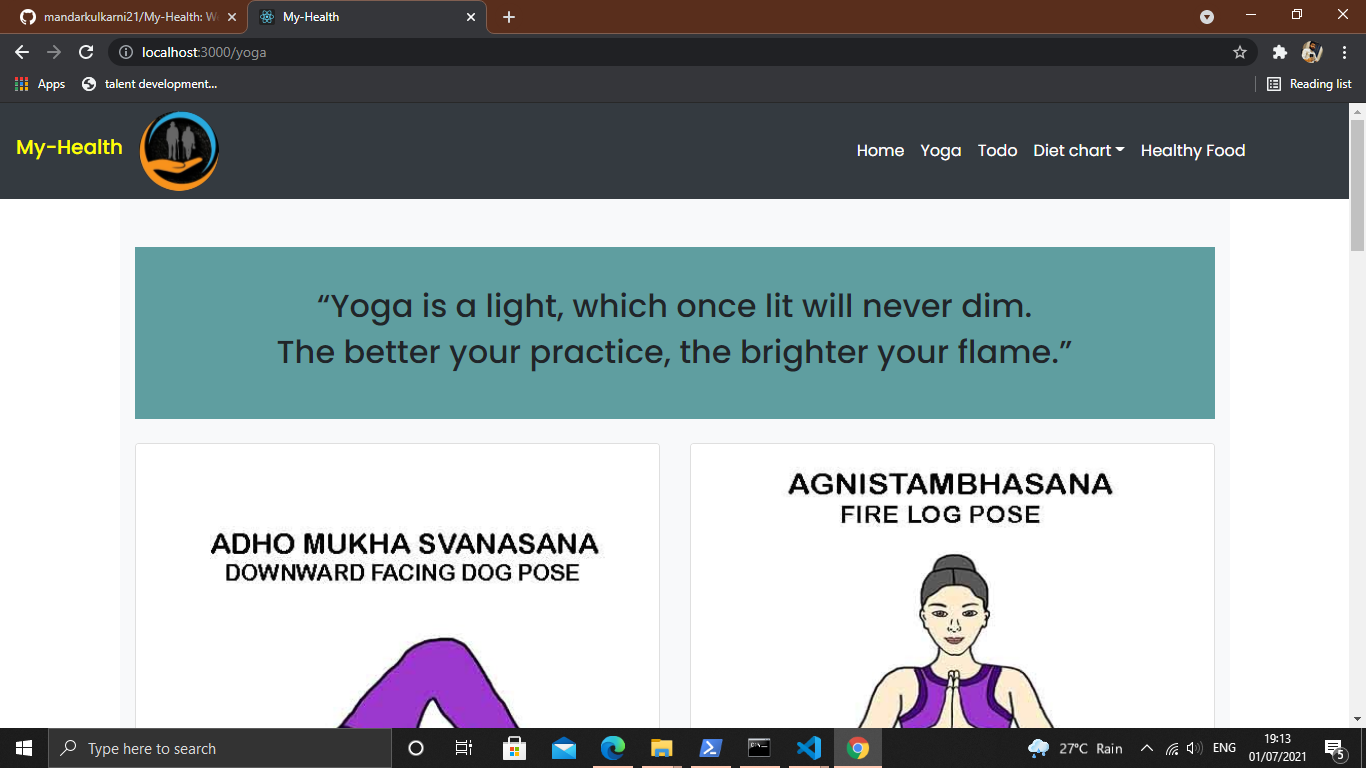 mandarkulkarni21/My-Health: W
My-Health
localhost:3000/yoga
Apps
talent development...
Reading list
My-Health
Home
Yoga
Todo
Diet chart
Healthy Food
“Yoga is a light, which once lit will never dim.
The better your practice, the brighter your flame.”
ADHO MUKHA SVANASANA
DOWNWARD FACING DOG POSE
AGNISTAMBHASANA
FIRE LOG POSE
Type here to search
27°C Rain
ENG
19:13
01/07/2021
5